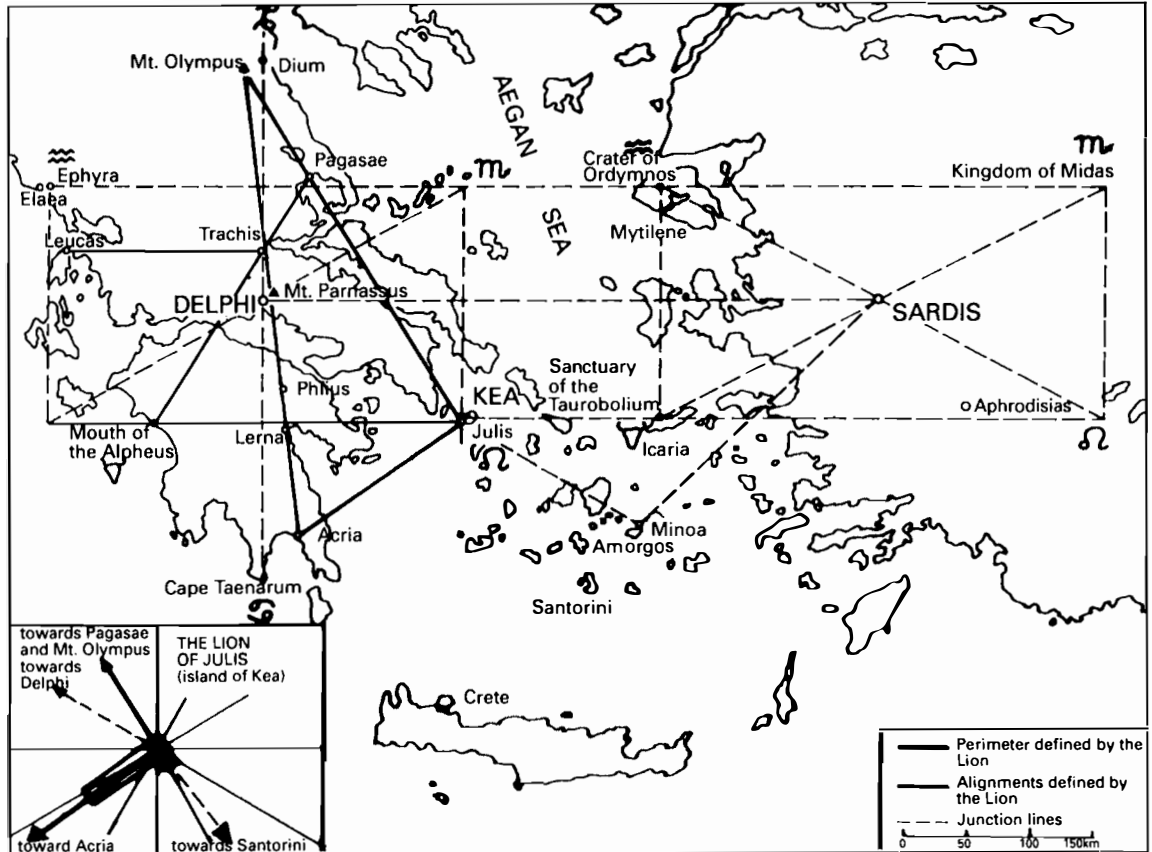 Mt. Olympus
Dium
AEGAN
SEA
Pagasae
Ephyra
Elaea
Crater of
Ordymnos
Kingdom of Midas
Leucas
Trachis
Mytilene
Mt. Parnassus
DELPHI
SARDIS
Phlius
Sanctuary
of the
Taurobolium
KEA
Aphrodisias
Mouth of
the Alpheus
Lerna
Julis
Icaria
Acria
Minoa
Amorgos
Cape Taenarum
Santorini
Crete
towards Pagasae
and Mt. Olympus
towards
Delphi
THE LION
OF JULIS
(island of Kea)
toward Acria
towards Santorini
Perimeter defined by the
Lion
Alignments defined by
the Lion
Junction lines
0 50 100 150km